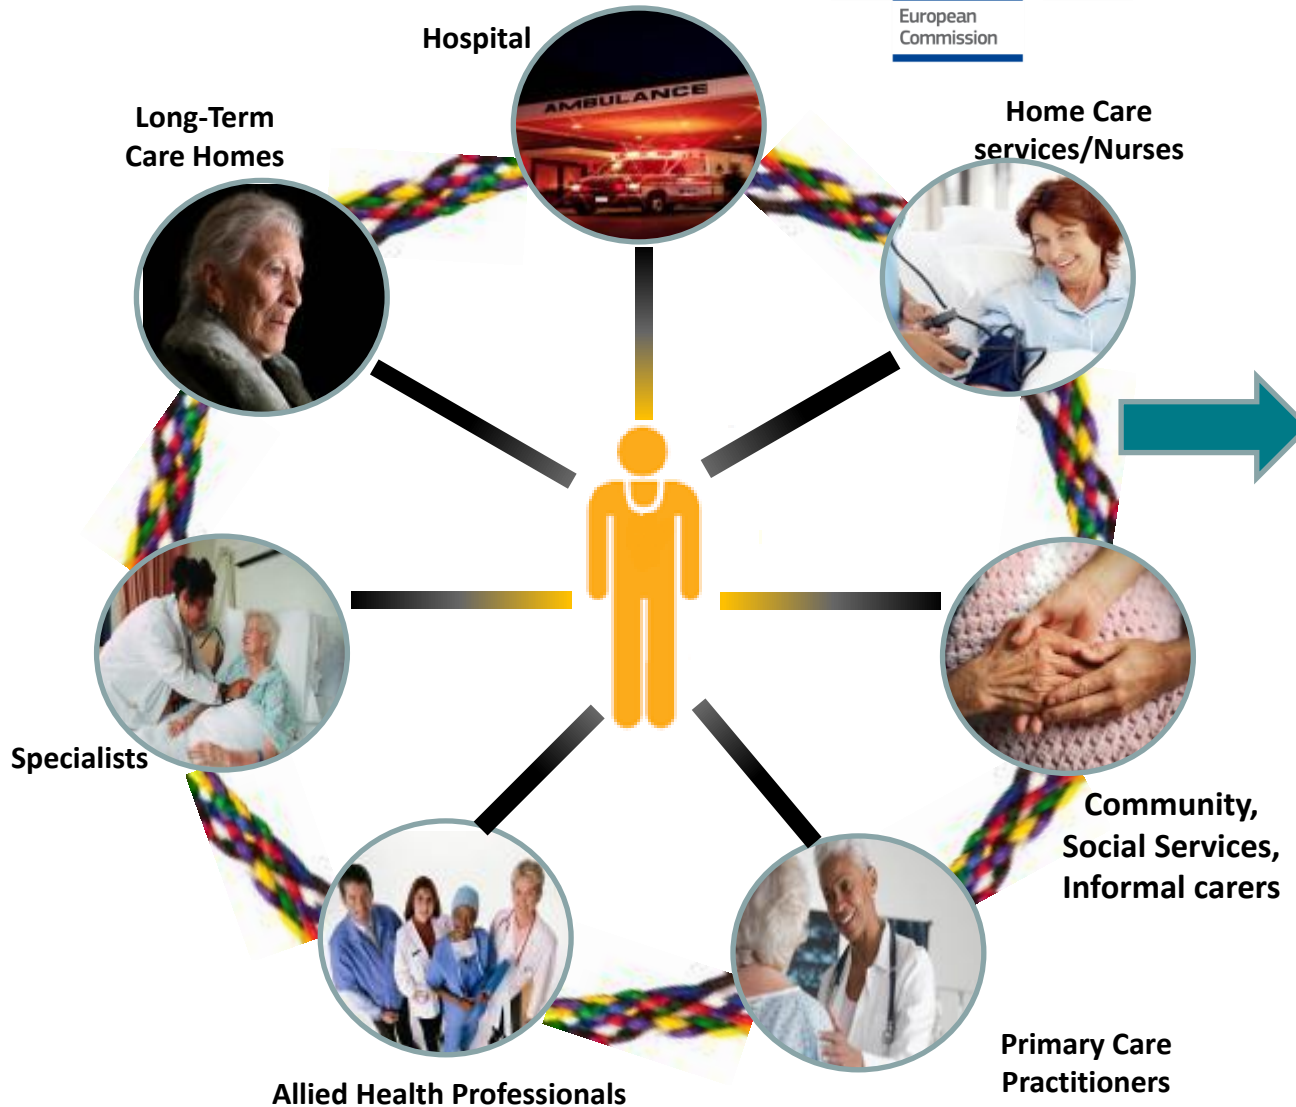 Hospital
European
Commission
Long-Term
Care Homes
Home Care
services/Nurses
AMBULANCE
Specialists
Community,
Social Services,
Informal carers
Primary Care
Practitioners
Allied Health Professionals